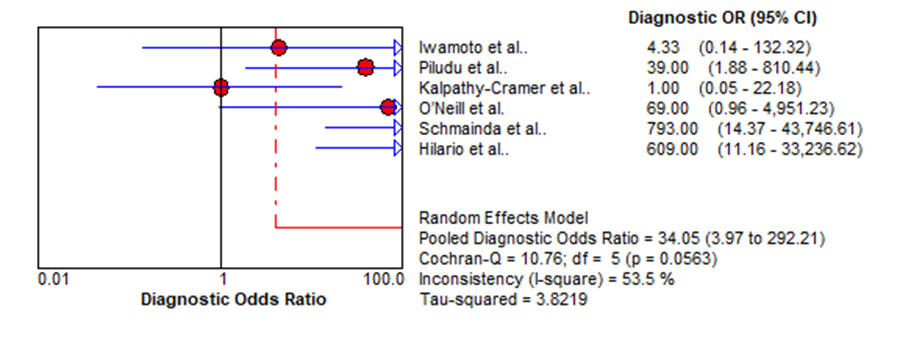 Diagnostic OR (95% CI)
Iwamoto et al.. 4.33 (0.14 - 132.32)
Piludu et al.. 39.00 (1.88 - 810.44)
Kalpathy-Cramer et al.. 1.00 (0.05 - 22.18)
O'Neill et al. 69.00 (0.96 - 4,951.23)
Schmainda et al.. 793.00 (14.37 - 43,746.61)
Hilario et al.. 609.00 (11.16 - 33,236.62)
Random Effects Model
Pooled Diagnostic Odds Ratio = 34.05 (3.97 to 292.21)
Cochran-Q = 10.76; df = 5 (p = 0.0563)
Inconsistency (I-square) = 53.5 %
Tau-squared = 3.8219
0.01 1 100.0
Diagnostic Odds Ratio